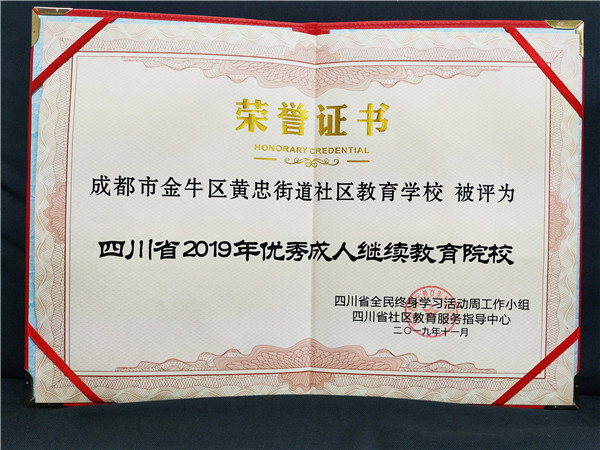 荣誉证书
HONORARY CREDENTIAL
成都市金牛区黄忠街道社区教育学校 被评为
四川省2019年优秀成人继续教育院校
四川省全民终身学习活动周工作小组
四川省社区教育服务指导中心
二〇一九年十一月